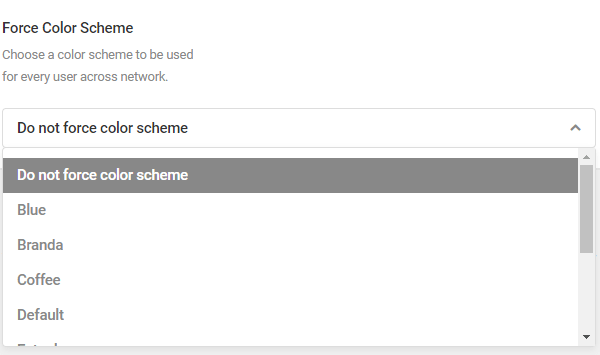 Force Color Scheme
Choose a color scheme to be used
for every user across network.
Do not force color scheme
Do not force color scheme
Blue
Branda
Coffee
Default